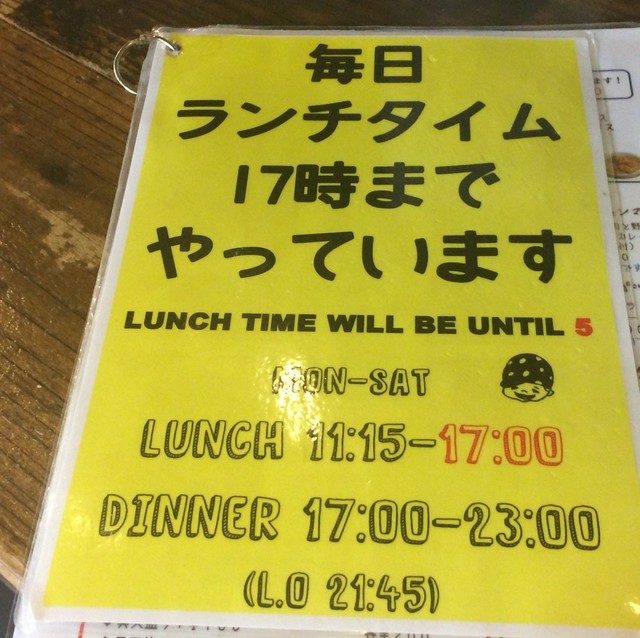 毎日
ランチタイム
17時まで
やっています
LUNCH TIME WILL BE UNTIL 5
MON-SAT
LUNCH 11:15-17:00
DINNER 17:00-23:00
(L.O 21:45)